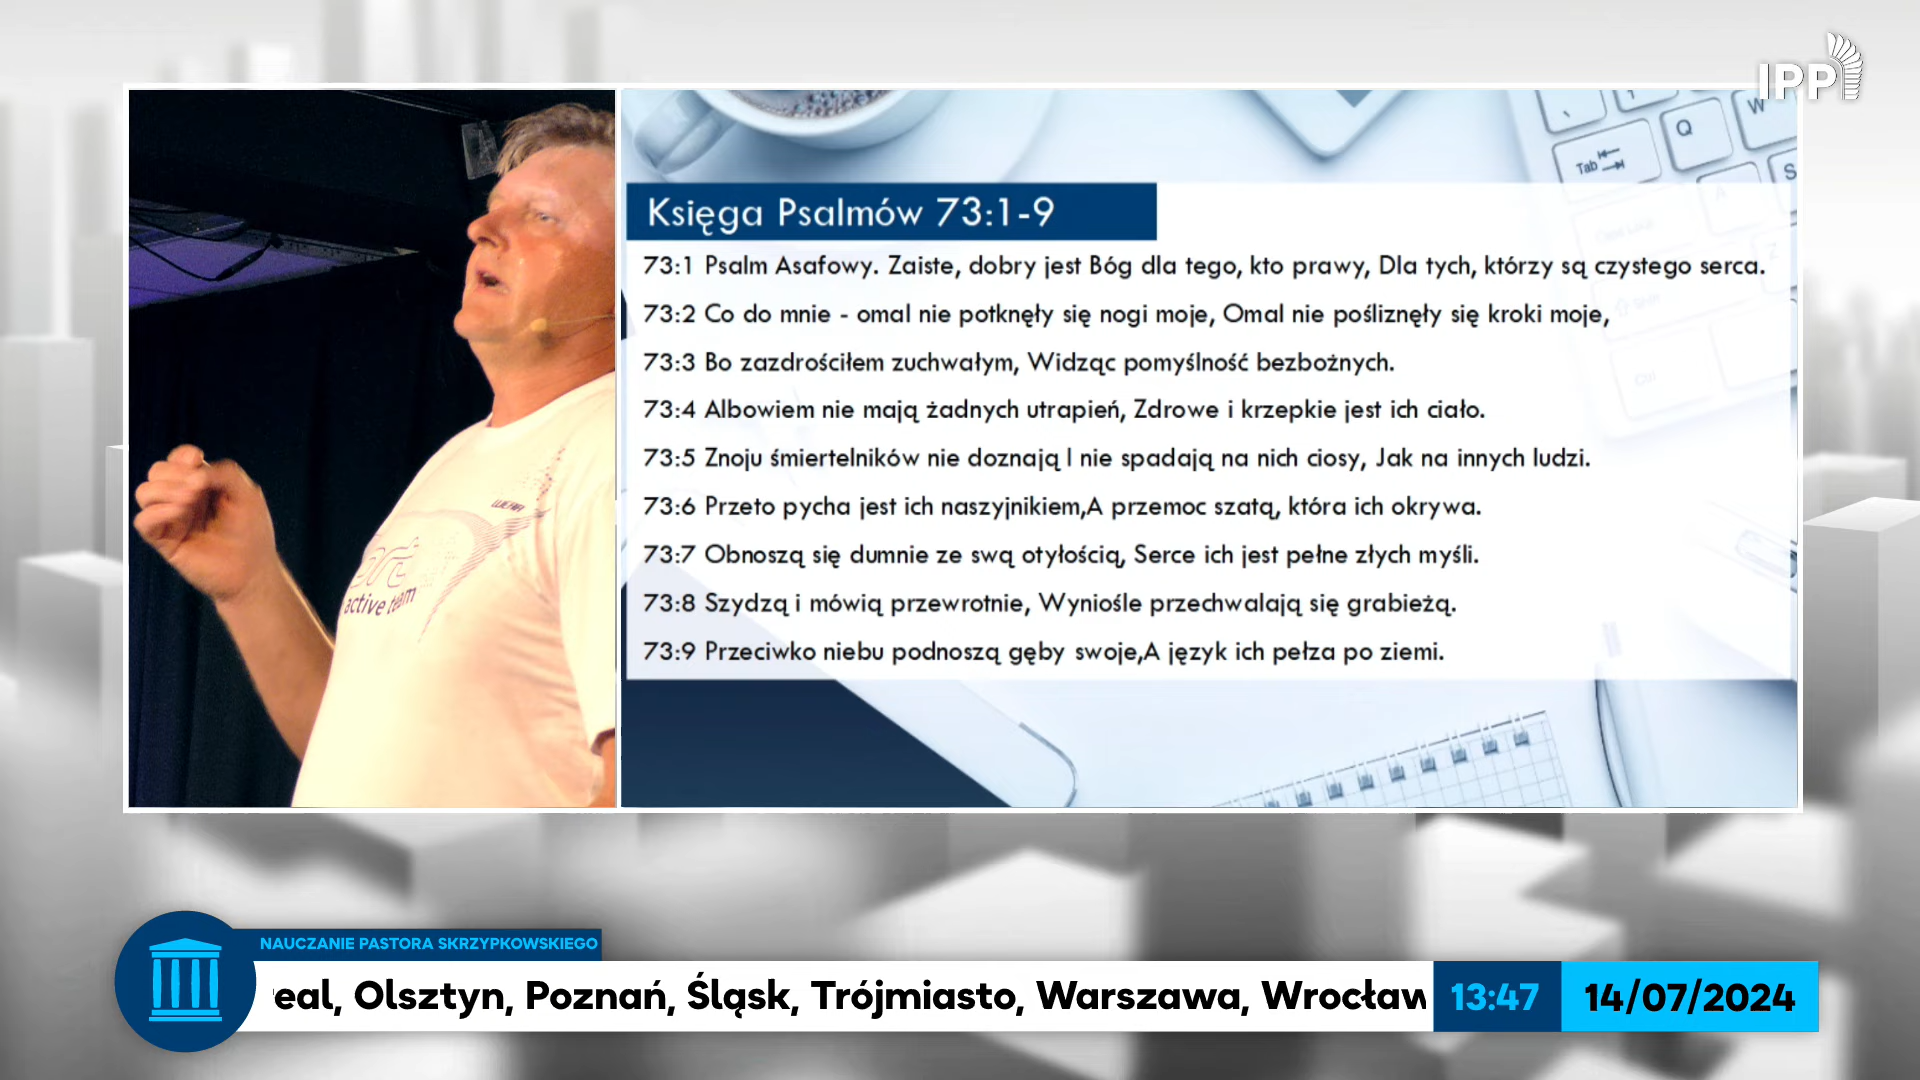 IPP
Tab
Q
W
S
A
Z
Księga Psalmów 73:1-9
73:1 Psalm Asafowy. Zaiste, dobry jest Bóg dla tego, kto prawy, Dla tych, którzy są czystego serca.
73:2 Co do mnie - omal nie potknęły się nogi moje, Omal nie pośliznęły się kroki moje,
73:3 Bo zazdrościłem zuchwałym, Widząc pomyślność bezbożnych.
73:4 Albowiem nie mają żadnych utrapień, Zdrowe i krzepkie jest ich ciało.
73:5 Znoju śmiertelników nie doznają I nie spadają na nich ciosy, Jak na innych ludzi.
73:6 Przeto pycha jest ich naszyjnikiem,A przemoc szatą, która ich okrywa.
73:7 Obnoszą się dumnie ze swą otyłością, Serce ich jest pełne złych myśli.
73:8 Szydzą i mówią przewrotnie, Wyniośle przechwalają się grabieżą.
73:9 Przeciwko niebu podnoszą gęby swoje,A język ich pełza po ziemi.
active team
NAUCZANIE PASTORA SKRZYPKOWSKIEGO
eal, Olsztyn, Poznań, Śląsk, Trójmiasto, Warszawa, Wrocław
13:47
14/07/2024